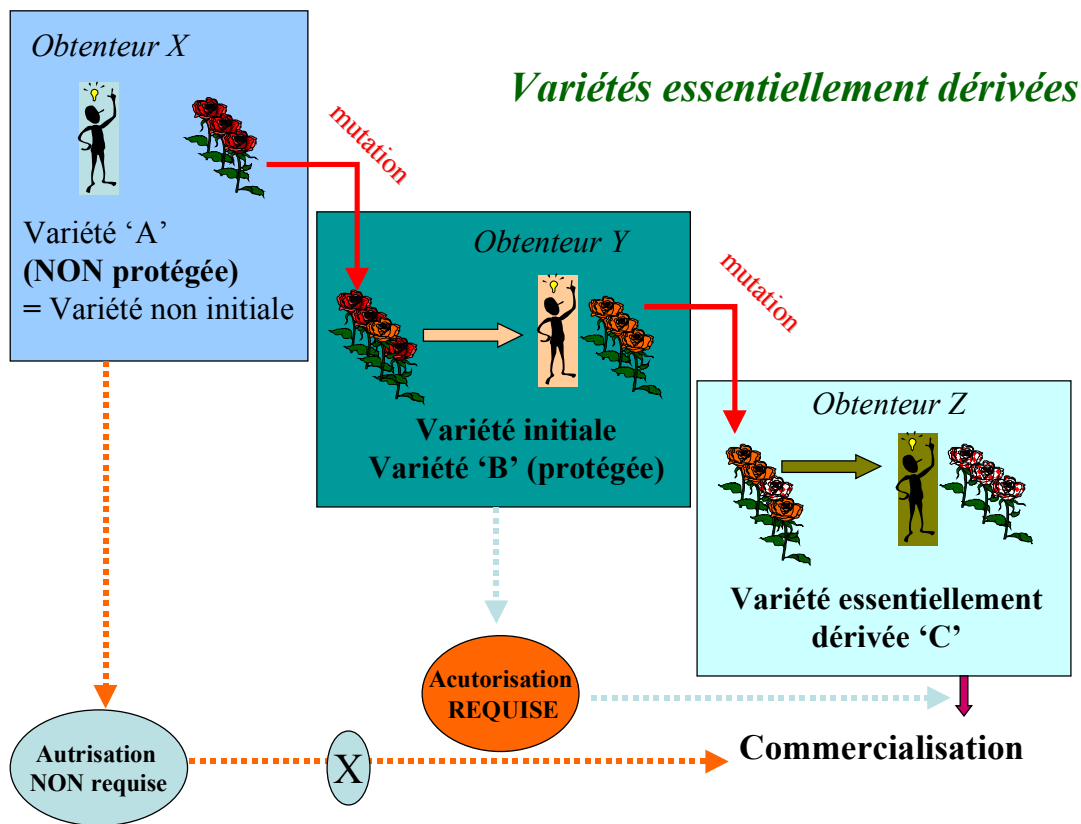 Obtenteur X
Variétés essentiellement dérivées
mutation
Variété ‘A’
(NON protégée)
= Variété non initiale
Obtenteur Y
mutation
Variété initiale
Variété ‘B’ (protégée)
Obtenteur Z
Variété essentiellement
dérivée ‘C’
Acutorisation
REQUISE
Autrisation
NON requise
X
Commercialisation